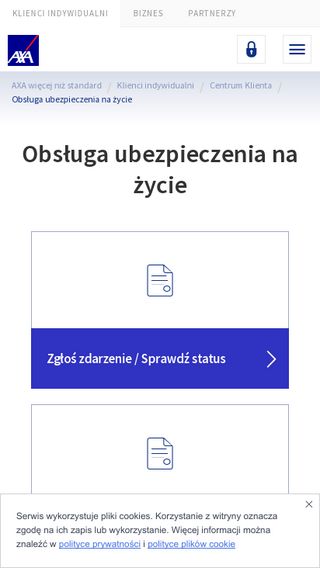 KLIENCI INDYWIDUALNI BIZNES PARTNERZY
AXA
AXA więcej niż standard / Klienci indywidualni / Centrum Klienta /
Obsługa ubezpieczenia na życie
Obsługa ubezpieczenia na
życie
Zgłoś zdarzenie / Sprawdź status
Serwis wykorzystuje pliki cookies. Korzystanie z witryny oznacza
zgodę na ich zapis lub wykorzystanie. Więcej informacji można
znaleźć w polityce prywatności i polityce plików cookie